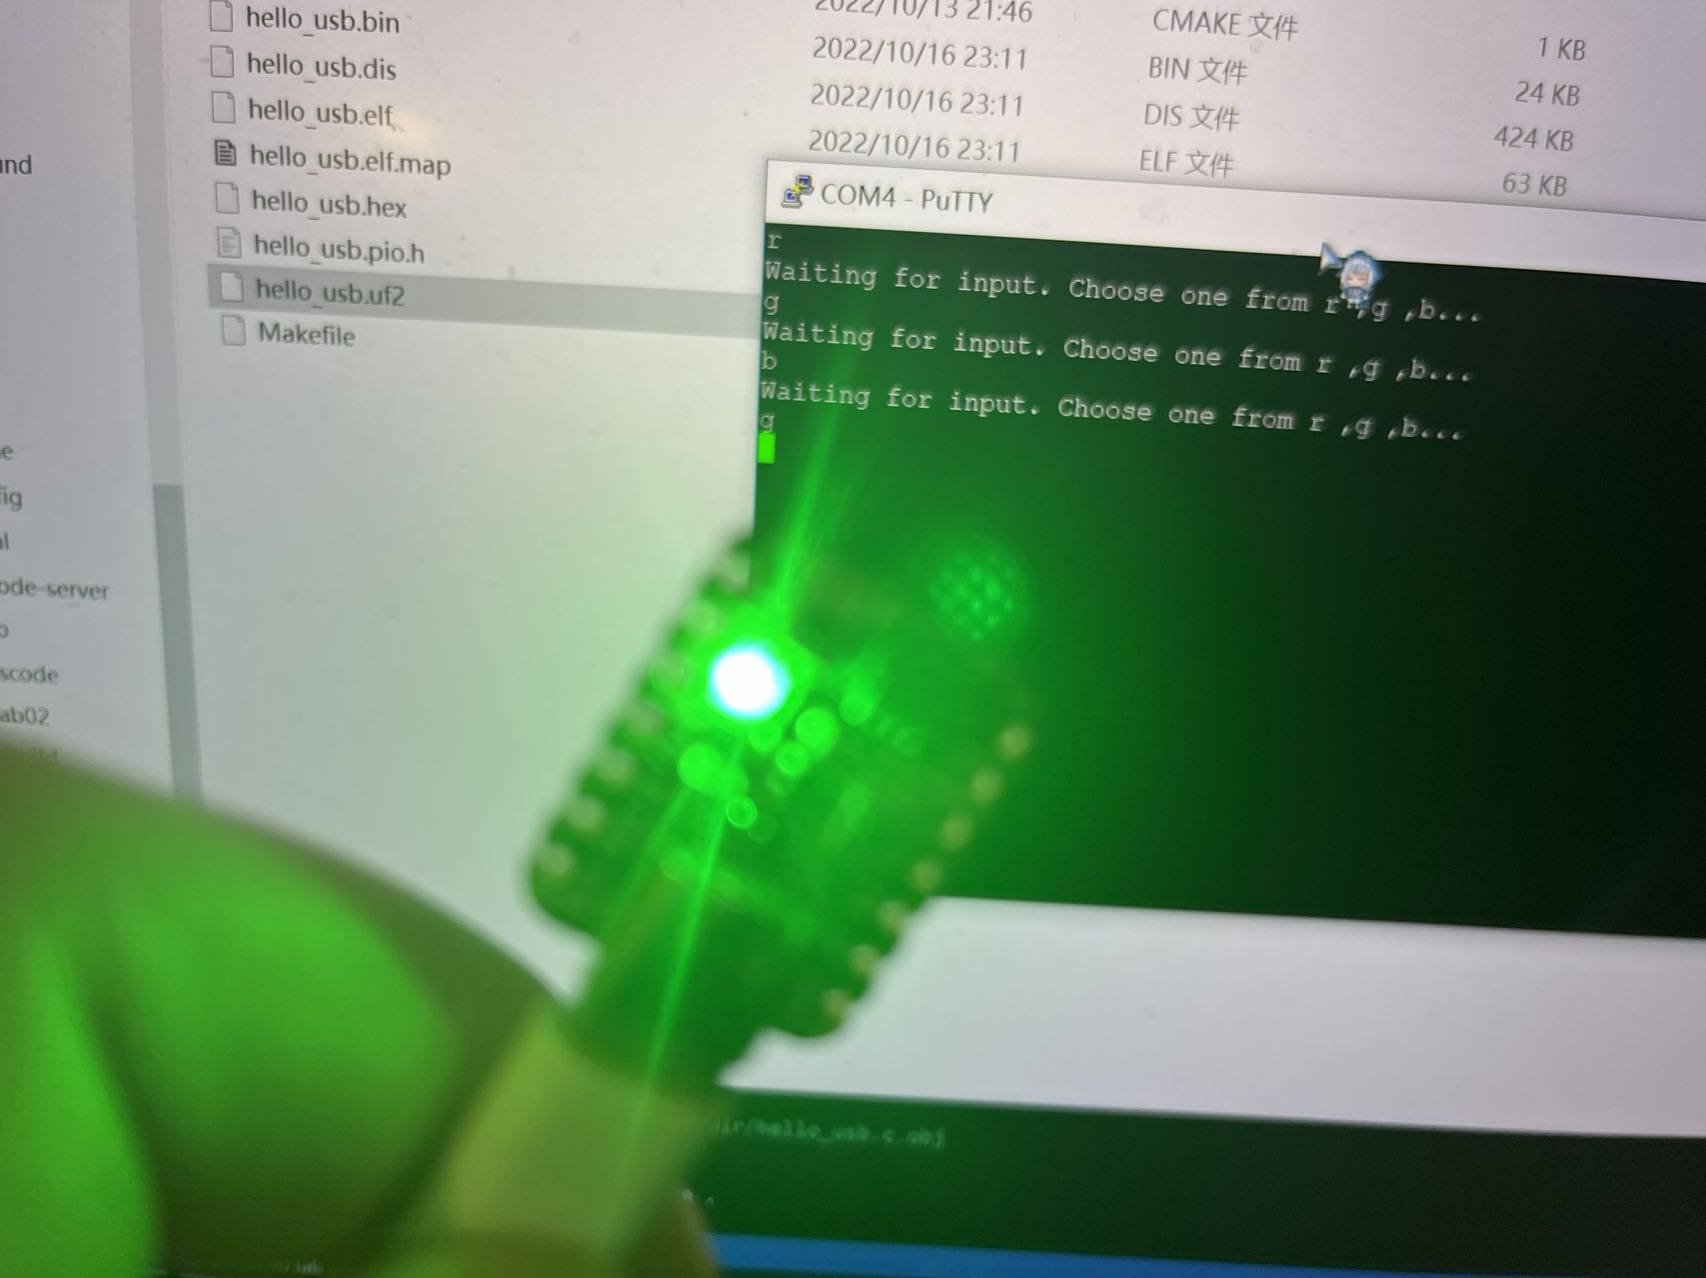 hello_usb.bin
2022/10/13 21:46
CMAKE 文件
1 KB
hello_usb.dis
2022/10/16 23:11
BIN 文件
24 KB
hello_usb.elf
2022/10/16 23:11
DIS 文件
424 KB
hello_usb.elf.map
2022/10/16 23:11
ELF 文件
63 KB
hello_usb.hex
hello_usb.pio.h
hello_usb.uf2
Makefile
nd
e
fig
l
ode-server
o
scode
ab02
COM4 - PuTTY
r
Waiting for input. Choose one from r ,g ,b...
g
Waiting for input. Choose one from r ,g ,b...
b
Waiting for input. Choose one from r ,g ,b...
g
dir/hello_usb.c.obj